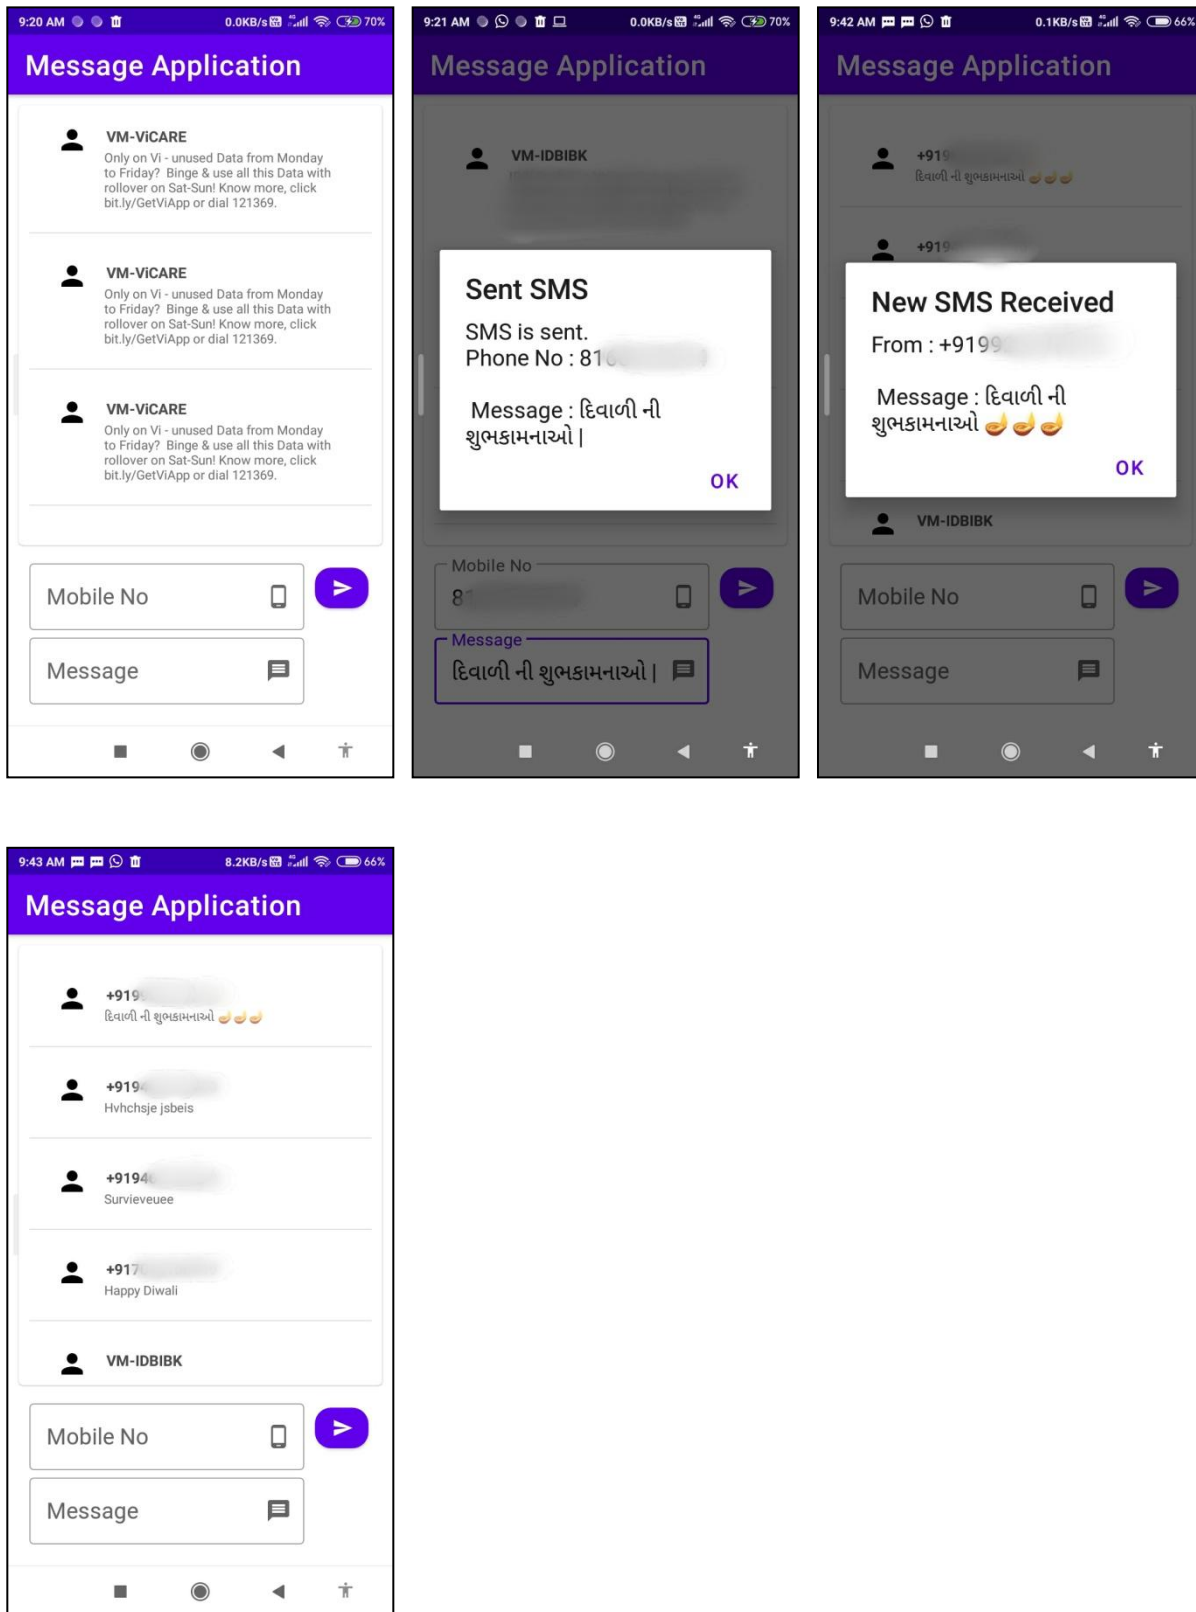 9:20 AM 0.0KB/s 4G 70%
Message Application
VM-ViCARE
Only on Vi - unused Data from Monday
to Friday?  Binge & use all this Data with
rollover on Sat-Sun! Know more, click
bit.ly/GetViApp or dial 121369.
VM-ViCARE
Only on Vi - unused Data from Monday
to Friday?  Binge & use all this Data with
rollover on Sat-Sun! Know more, click
bit.ly/GetViApp or dial 121369.
VM-ViCARE
Only on Vi - unused Data from Monday
to Friday?  Binge & use all this Data with
rollover on Sat-Sun! Know more, click
bit.ly/GetViApp or dial 121369.
Mobile No
Message
9:21 AM 0.0KB/s 4G 70%
Message Application
VM-IDBIBK
Sent SMS
SMS is sent.
Phone No : 81
Message : દિવાળી ની
શુભકામનાઓ |
OK
Mobile No
8
Message
દિવાળી ની શુભકામનાઓ |
9:42 AM 0.1KB/s 4G 66%
Message Application
+919
દિવાળી ની શુભકામનાઓ 🪔🪔🪔
+919
New SMS Received
From : +9199
Message : દિવાળી ની
શુભકામનાઓ 🪔🪔🪔
OK
VM-IDBIBK
Mobile No
Message
9:43 AM 8.2KB/s 4G 66%
Message Application
+919
દિવાળી ની શુભકામનાઓ 🪔🪔🪔
+919
Hvhchsje jsbeis
+9194
Survieveuee
+917
Happy Diwali
VM-IDBIBK
Mobile No
Message